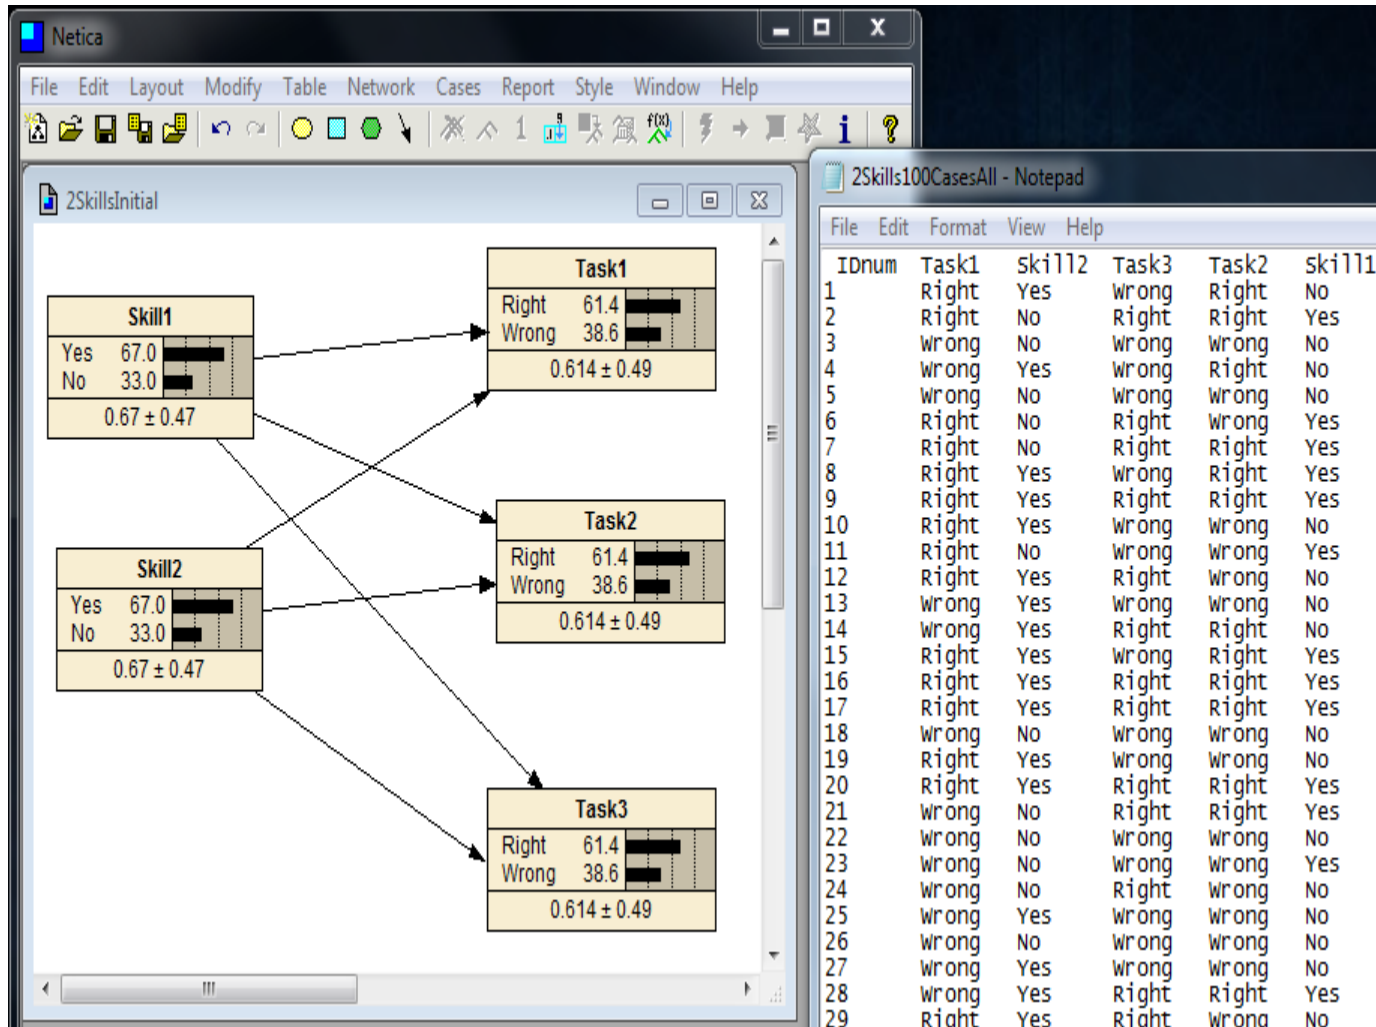 Netica
File Edit Layout Modify Table Network Cases Report Style Window Help
2SkillsInitial
Skill1
Yes 67.0
No 33.0
0.67 ± 0.47
Skill2
Yes 67.0
No 33.0
0.67 ± 0.47
Task1
Right 61.4
Wrong 38.6
0.614 ± 0.49
Task2
Right 61.4
Wrong 38.6
0.614 ± 0.49
Task3
Right 61.4
Wrong 38.6
0.614 ± 0.49
2Skills100CasesAll - Notepad
File Edit Format View Help
IDnum Task1 Skill2 Task3 Task2 Skill1
1 Right Yes Wrong Right No
2 Right No Right Right Yes
3 Wrong No Wrong Wrong No
4 Wrong Yes Wrong Right No
5 Wrong No Wrong Wrong No
6 Right No Right Wrong Yes
7 Right No Right Right Yes
8 Right Yes Wrong Right Yes
9 Right Yes Right Right Yes
10 Right Yes Wrong Wrong No
11 Right No Wrong Wrong Yes
12 Right Yes Right Wrong No
13 Wrong Yes Wrong Wrong No
14 Wrong Yes Right Right No
15 Right Yes Wrong Right Yes
16 Right Yes Right Right Yes
17 Right Yes Right Right Yes
18 Wrong No Wrong Wrong No
19 Right Yes Wrong Wrong No
20 Right Yes Right Right Yes
21 Wrong No Right Right Yes
22 Wrong No Wrong Wrong No
23 Wrong No Wrong Wrong Yes
24 Wrong No Right Wrong No
25 Wrong Yes Wrong Wrong No
26 Wrong No Wrong Wrong No
27 Wrong Yes Wrong Wrong No
28 Wrong Yes Right Right Yes
29 Right Yes Right Wrong No